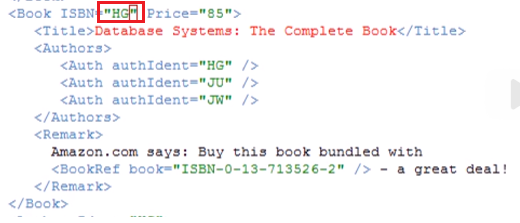 <Book ISBN="HG" Price="85">
<Title>Database Systems: The Complete Book</Title>
<Authors>
<Auth authIdent="HG" />
<Auth authIdent="JU" />
<Auth authIdent="JW" />
</Authors>
<Remark>
Amazon.com says: Buy this book bundled with
<BookRef book="ISBN-0-13-713526-2" /> - a great deal!
</Remark>
</Book>